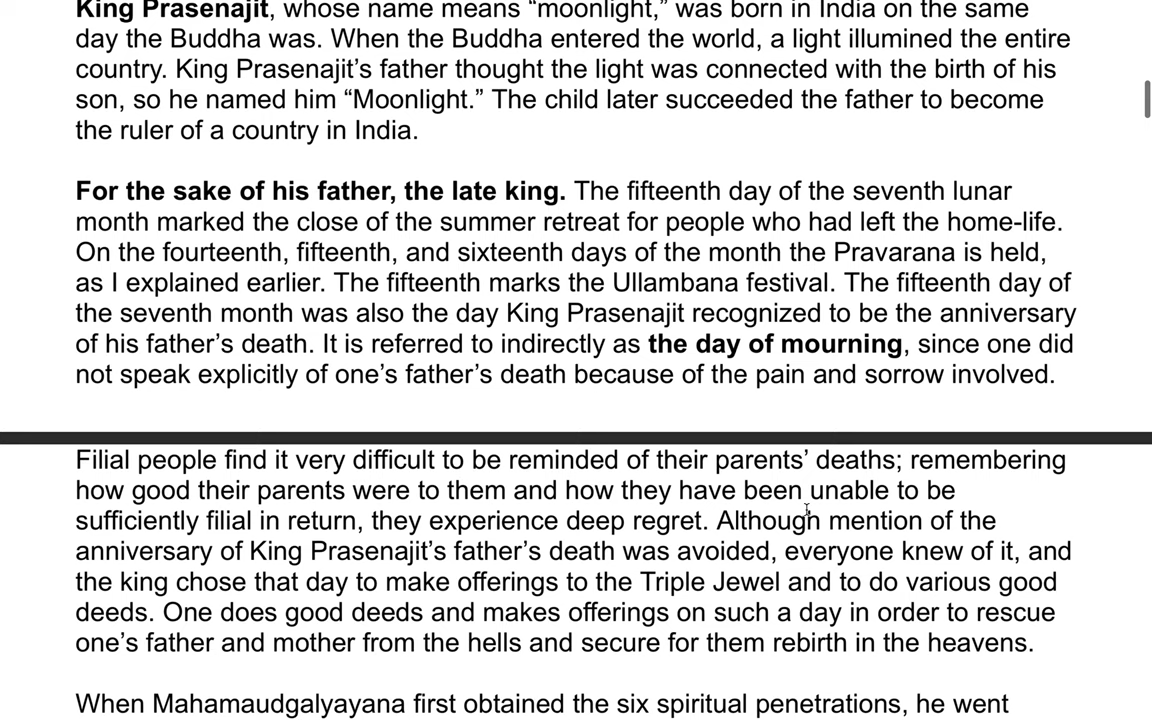 King Prasenajit, whose name means “moonlight,” was born in India on the same
day the Buddha was. When the Buddha entered the world, a light illumined the entire
country. King Prasenajit’s father thought the light was connected with the birth of his
son, so he named him “Moonlight.” The child later succeeded the father to become
the ruler of a country in India.
For the sake of his father, the late king. The fifteenth day of the seventh lunar
month marked the close of the summer retreat for people who had left the home-life.
On the fourteenth, fifteenth, and sixteenth days of the month the Pravarana is held,
as I explained earlier. The fifteenth marks the Ullambana festival. The fifteenth day of
the seventh month was also the day King Prasenajit recognized to be the anniversary
of his father’s death. It is referred to indirectly as the day of mourning, since one did
not speak explicitly of one’s father’s death because of the pain and sorrow involved.
Filial people find it very difficult to be reminded of their parents’ deaths; remembering
how good their parents were to them and how they have been unable to be
sufficiently filial in return, they experience deep regret. Although mention of the
anniversary of King Prasenajit’s father’s death was avoided, everyone knew of it, and
the king chose that day to make offerings to the Triple Jewel and to do various good
deeds. One does good deeds and makes offerings on such a day in order to rescue
one’s father and mother from the hells and secure for them rebirth in the heavens.
When Mahamaudgalyayana first obtained the six spiritual penetrations, he went